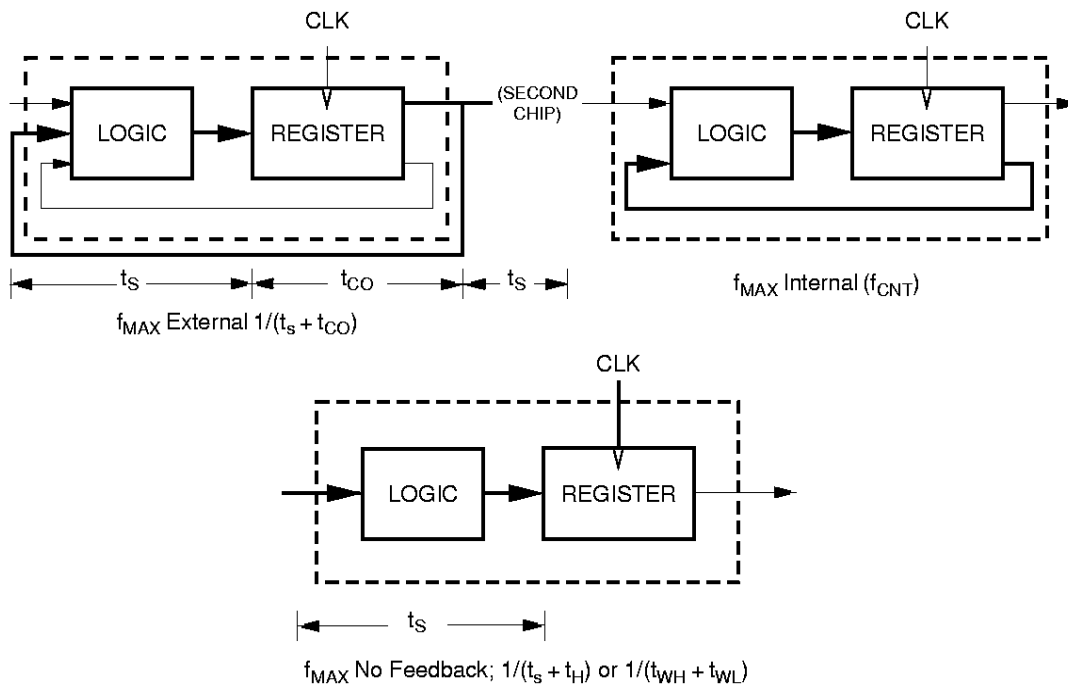 CLK
CLK
(SECOND
CHIP)
LOGIC
REGISTER
LOGIC
REGISTER
tS
tCO
tS
fMAX External 1/(ts + tCO)
fMAX Internal (fCNT)
CLK
LOGIC
REGISTER
tS
fMAX No Feedback; 1/(ts + tH) or 1/(tWH + tWL)